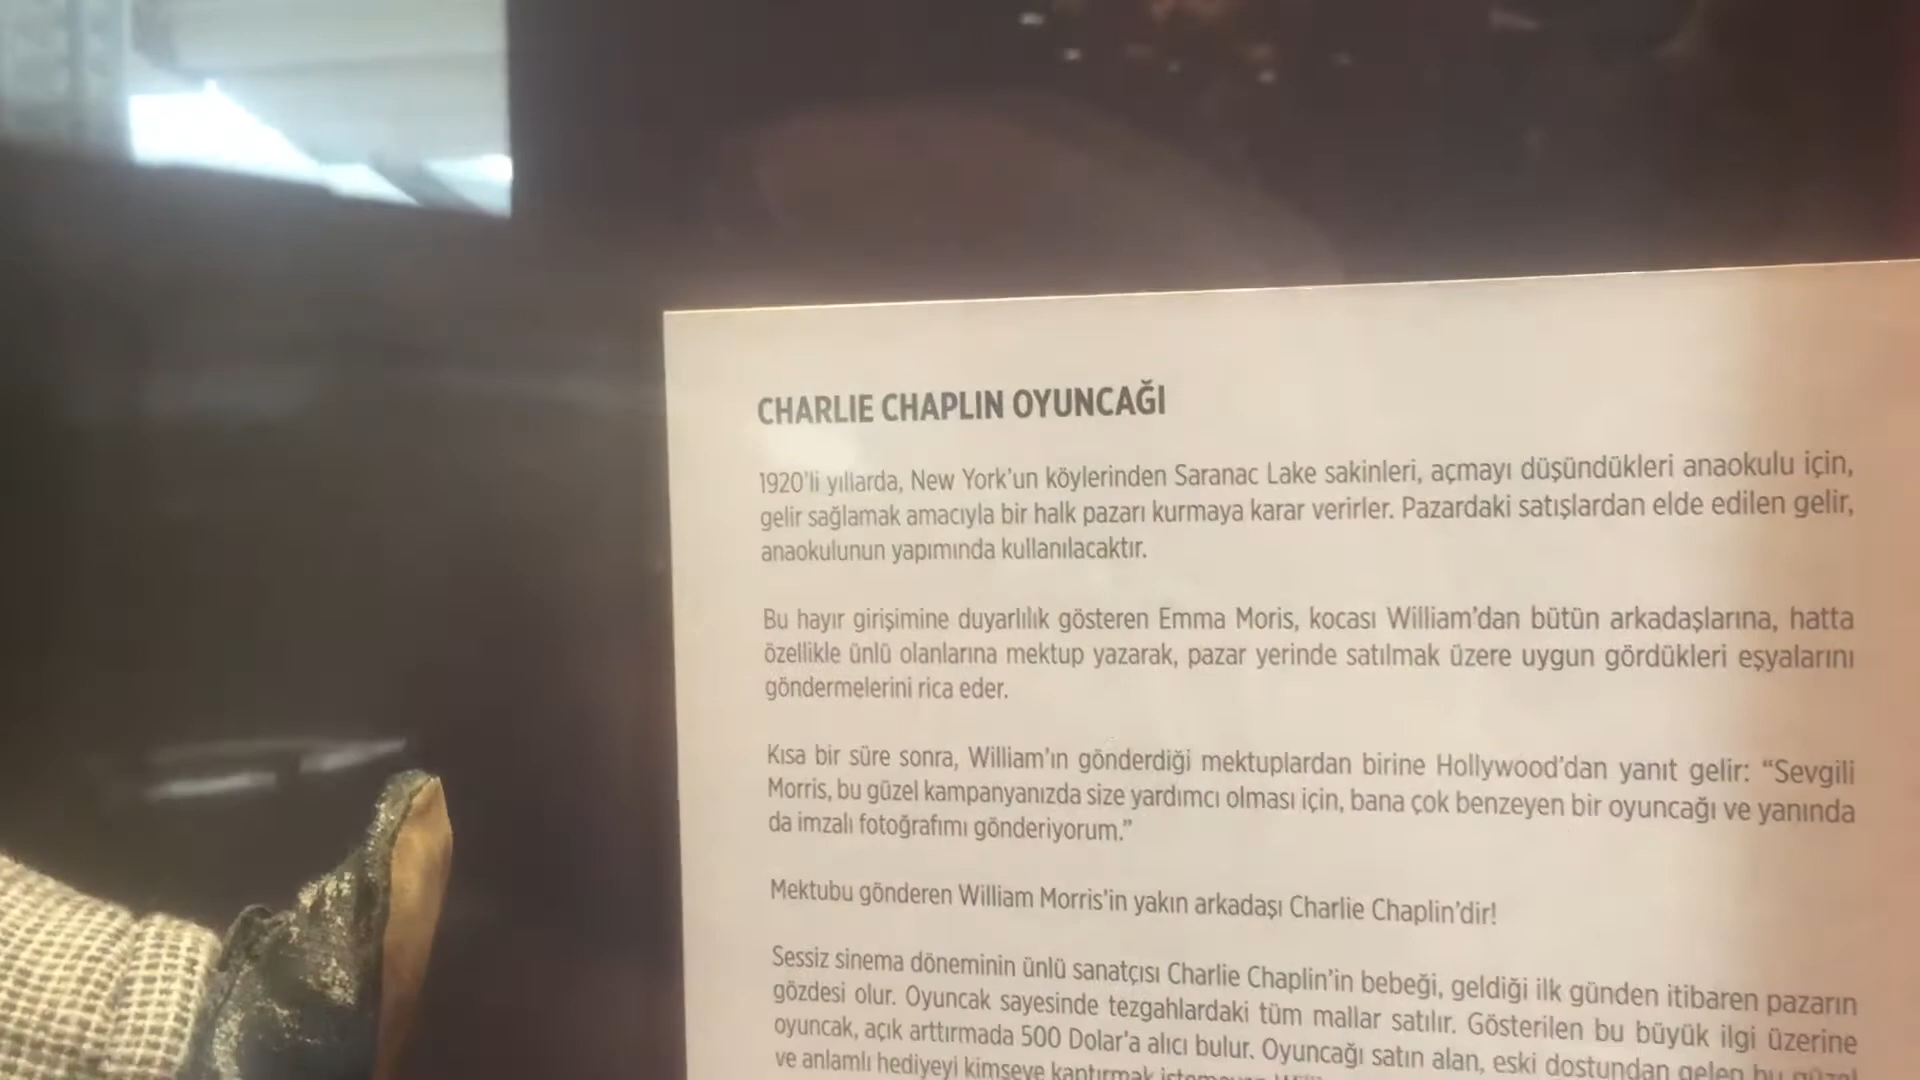 CHARLIE CHAPLIN OYUNCAĞI
1920'li yıllarda, New York'un köylerinden Saranac Lake sakinleri, açmayı düşündükleri anaokulu için,
gelir sağlamak amacıyla bir halk pazarı kurmaya karar verirler. Pazardaki satışlardan elde edilen gelir,
anaokulunun yapımında kullanılacaktır.
Bu hayır girişimine duyarlılık gösteren Emma Moris, kocası William'dan bütün arkadaşlarına, hatta
özellikle ünlü olanlarına mektup yazarak, pazar yerinde satılmak üzere uygun gördükleri eşyalarını
göndermelerini rica eder.
Kısa bir süre sonra, William'ın gönderdiği mektuplardan birine Hollywood'dan yanıt gelir: “Sevgili
Morris, bu güzel kampanyanızda size yardımcı olması için, bana çok benzeyen bir oyuncağı ve yanında
da imzalı fotoğrafımı gönderiyorum.”
Mektubu gönderen William Morris'in yakın arkadaşı Charlie Chaplin'dir!
Sessiz sinema döneminin ünlü sanatçısı Charlie Chaplin'in bebeği, geldiği ilk günden itibaren pazarın
gözdesi olur. Oyuncak sayesinde tezgahlardaki tüm mallar satılır. Gösterilen bu büyük ilgi üzerine
oyuncak, açık arttırmada 500 Dolar'a alıcı bulur. Oyuncağı satın alan, eski dostundan gelen bu güzel
ve anlamlı hediyeyi kimseye kaptırmak istemeyen